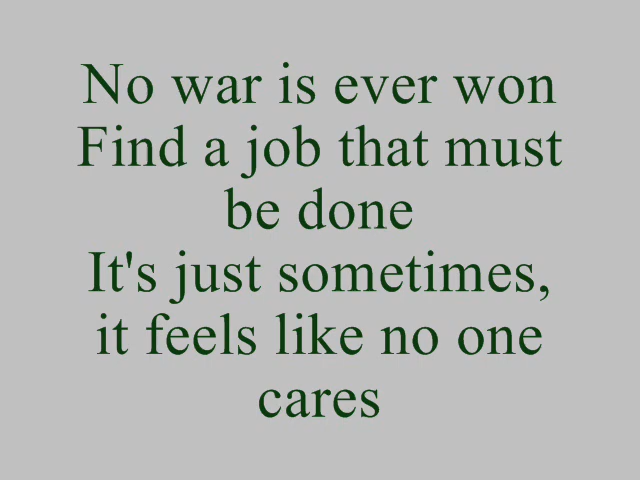 No war is ever won
Find a job that must
be done
It's just sometimes,
it feels like no one
cares